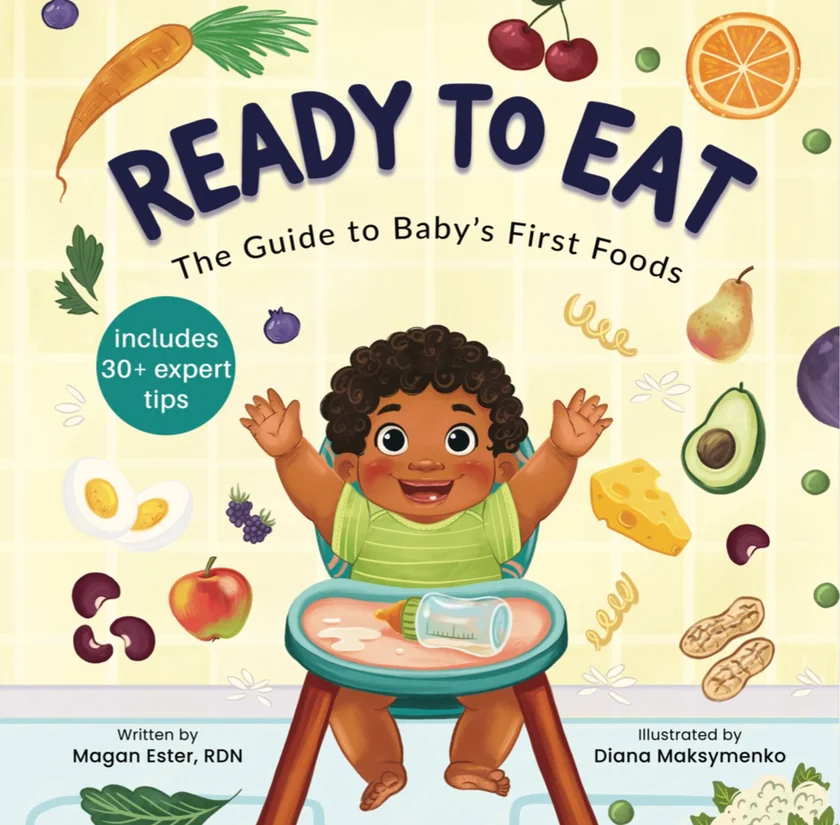 READY TO EAT
The Guide to Baby's First Foods
includes
30+ expert
tips
Written by
Magan Ester, RDN
Illustrated by
Diana Maksymenko